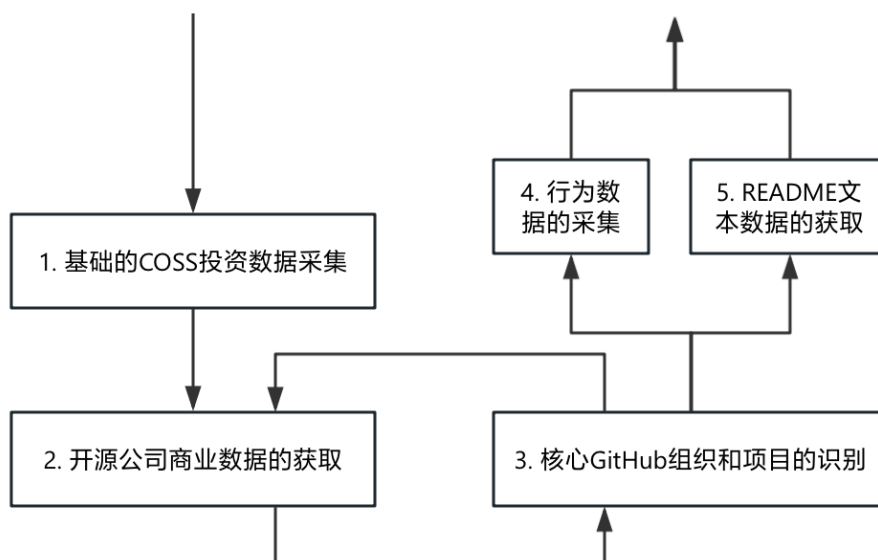 1. 基础的COSS投资数据采集
2. 开源公司商业数据的获取
3. 核心GitHub组织和项目的识别
4. 行为数
据的采集
5. README文
本数据的获取